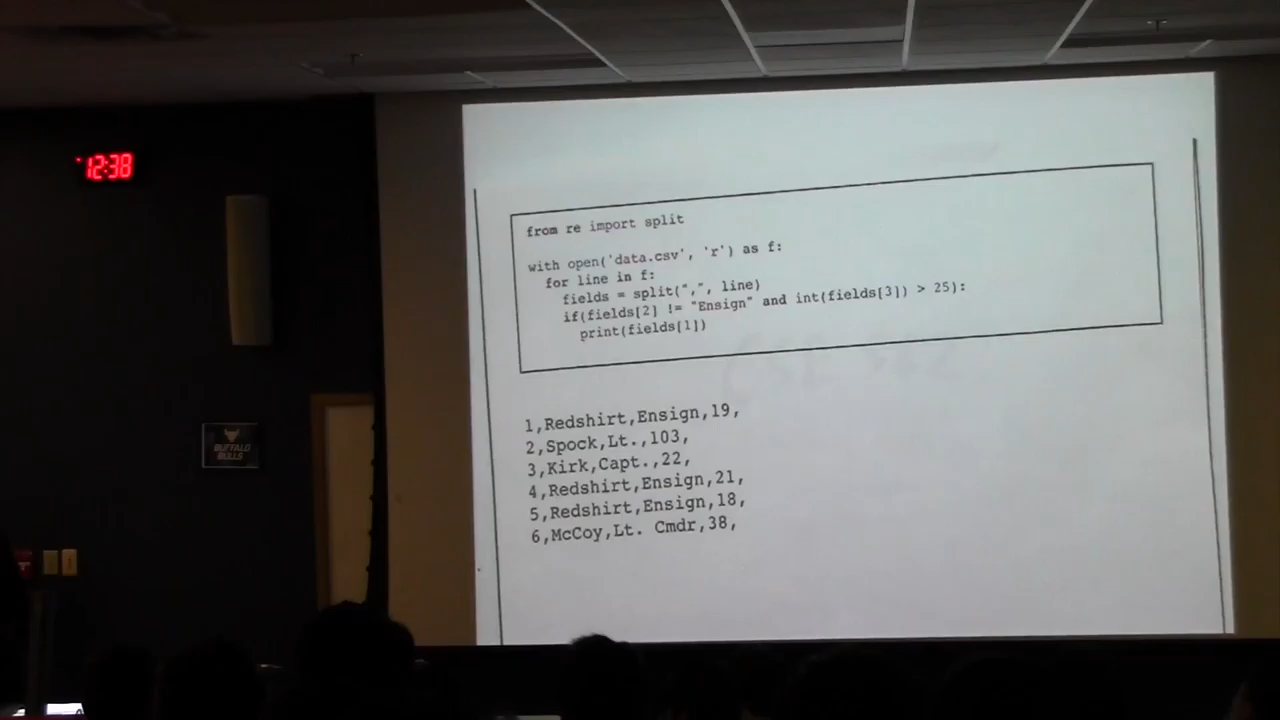 12:38
from re import split
with open('data.csv', 'r') as f:
for line in f:
fields = split(",", line)
if(fields[2] != "Ensign" and int(fields[3]) > 25):
print(fields[1])
1,Redshirt,Ensign,19,
2,Spock,Lt.,103,
3,Kirk,Capt.,22,
4,Redshirt,Ensign,21,
5,Redshirt,Ensign,18,
6,McCoy,Lt. Cmdr,38,
BUFFALO
BULLS